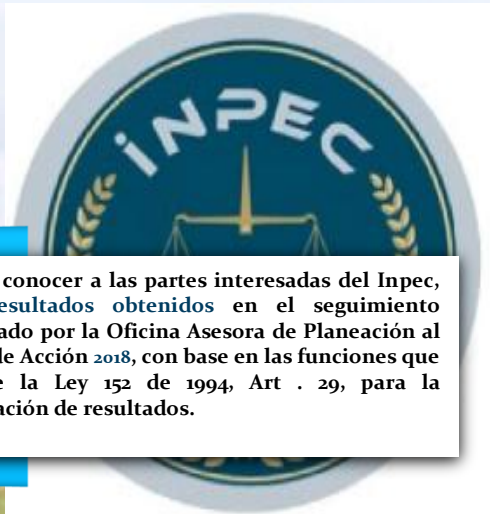 iNPEC
conocer a las partes interesadas del Inpec,
esultados obtenidos en el seguimiento
ado por la Oficina Asesora de Planeación al
de Acción 2018, con base en las funciones que
e la Ley 152 de 1994, Art . 29, para la
ación de resultados.